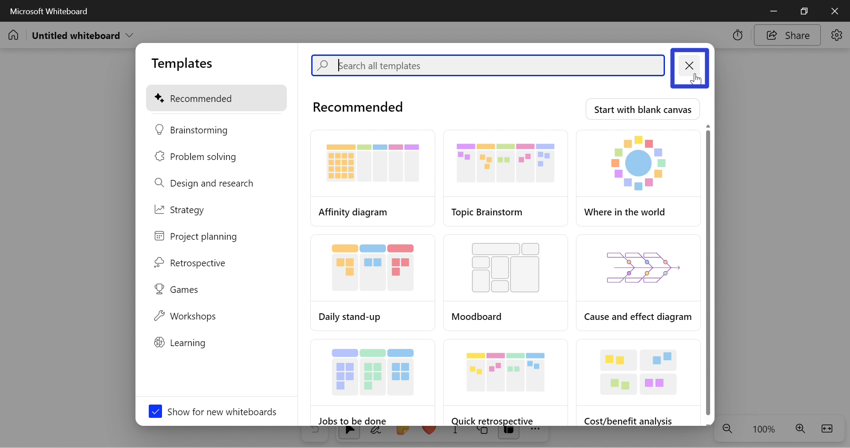 Microsoft Whiteboard
Untitled whiteboard
Share
Templates
Search all templates
Recommended
Brainstorming
Problem solving
Design and research
Strategy
Project planning
Retrospective
Games
Workshops
Learning
Show for new whiteboards
Recommended
Start with blank canvas
Affinity diagram
Topic Brainstorm
Where in the world
Daily stand-up
Moodboard
Cause and effect diagram
Jobs to be done
Quick retrospective
Cost/benefit analysis
100%